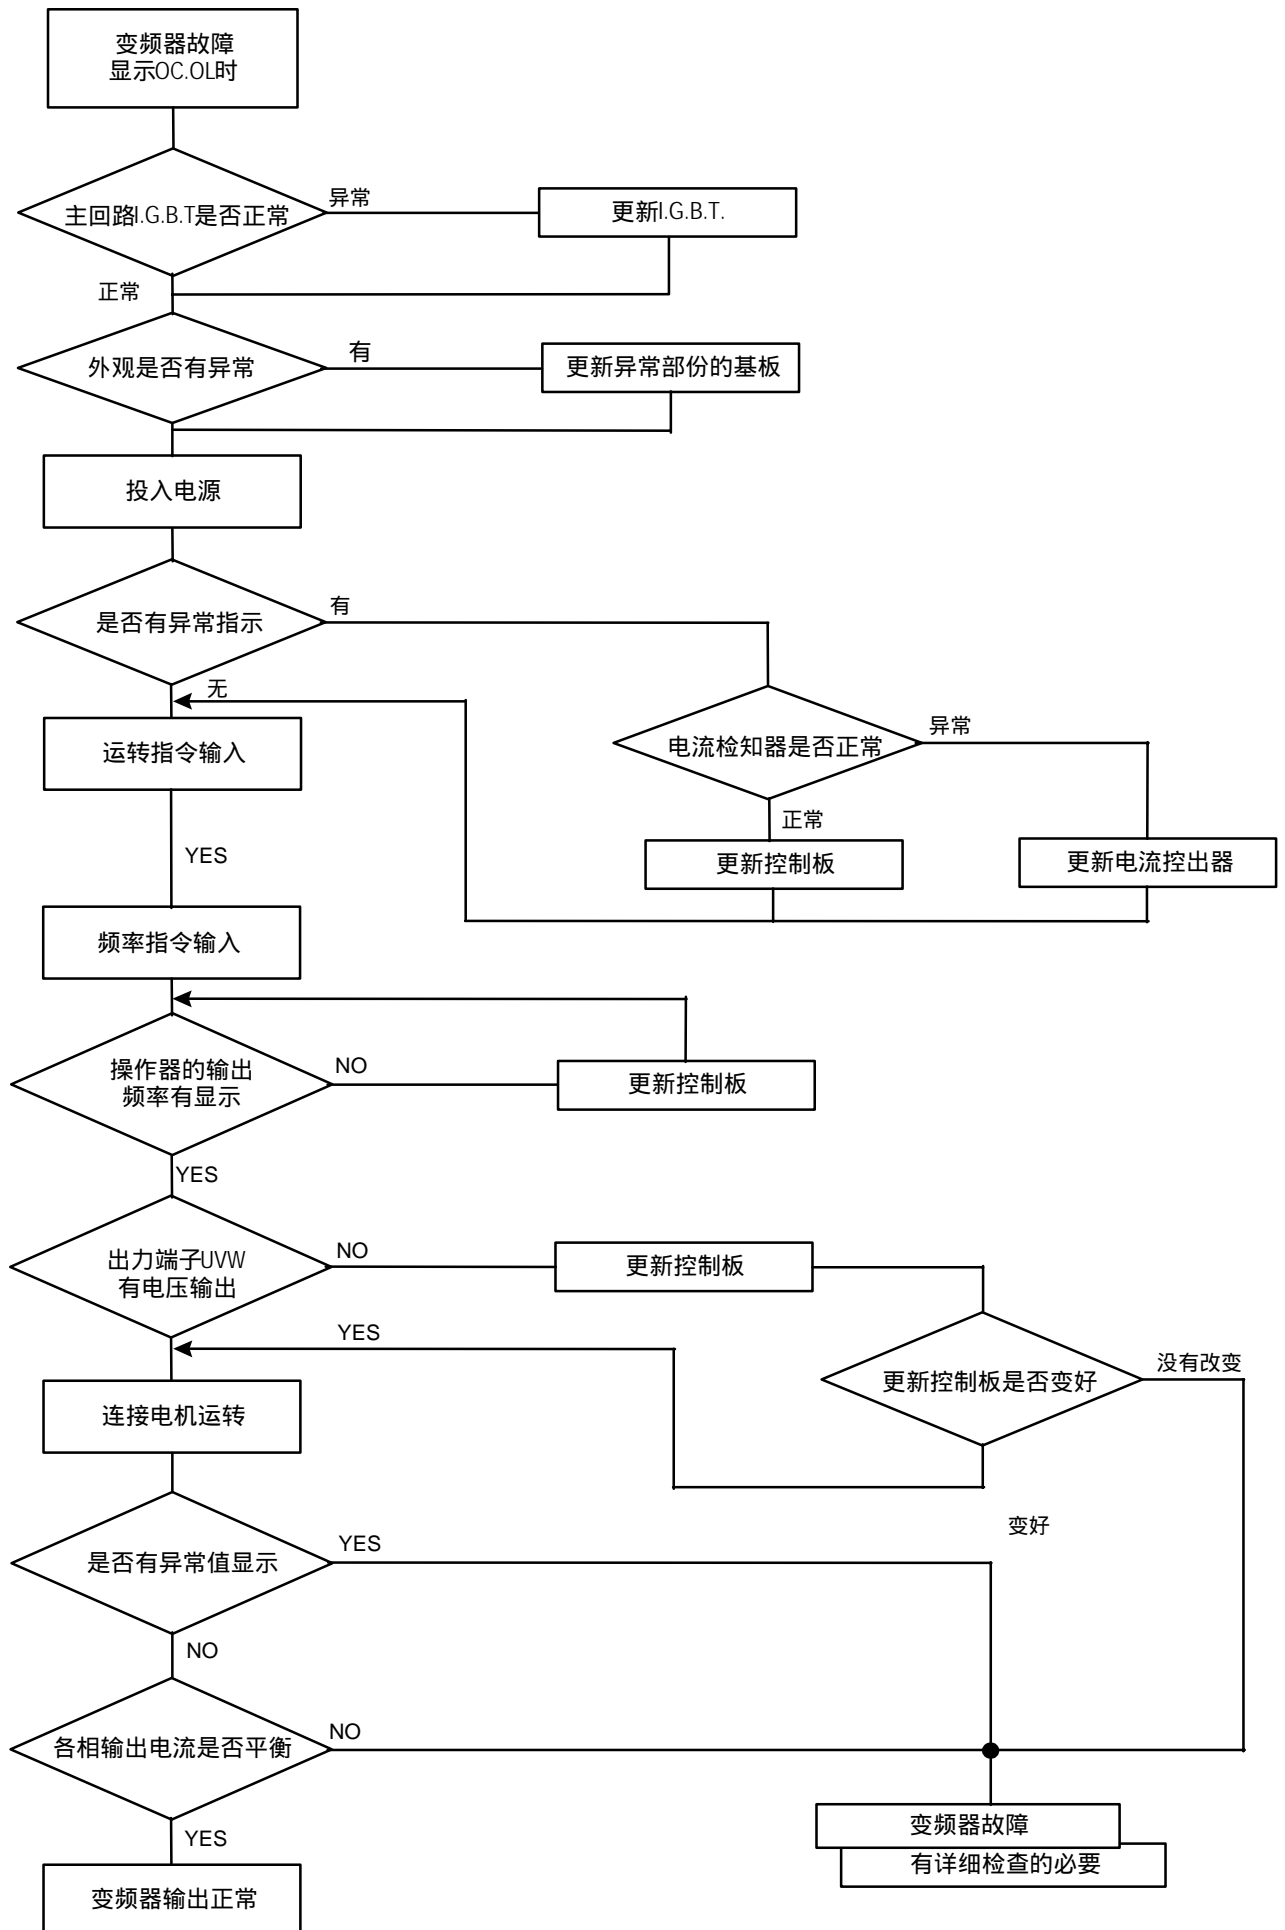 变频器故障
显示OC.OL时
主回路I.G.B.T是否正常
异常
更新I.G.B.T.
正常
外观是否有异常
有
更新异常部份的基板
投入电源
是否有异常指示
有
无
运转指令输入
电流检知器是否正常
异常
正常
YES
更新控制板
更新电流控出器
频率指令输入
操作器的输出
频率有显示
NO
更新控制板
YES
出力端子UVW
有电压输出
NO
更新控制板
YES
更新控制板是否变好
没有改变
连接电机运转
变好
是否有异常值显示
YES
NO
各相输出电流是否平衡
NO
变频器故障
YES
有详细检查的必要
变频器输出正常